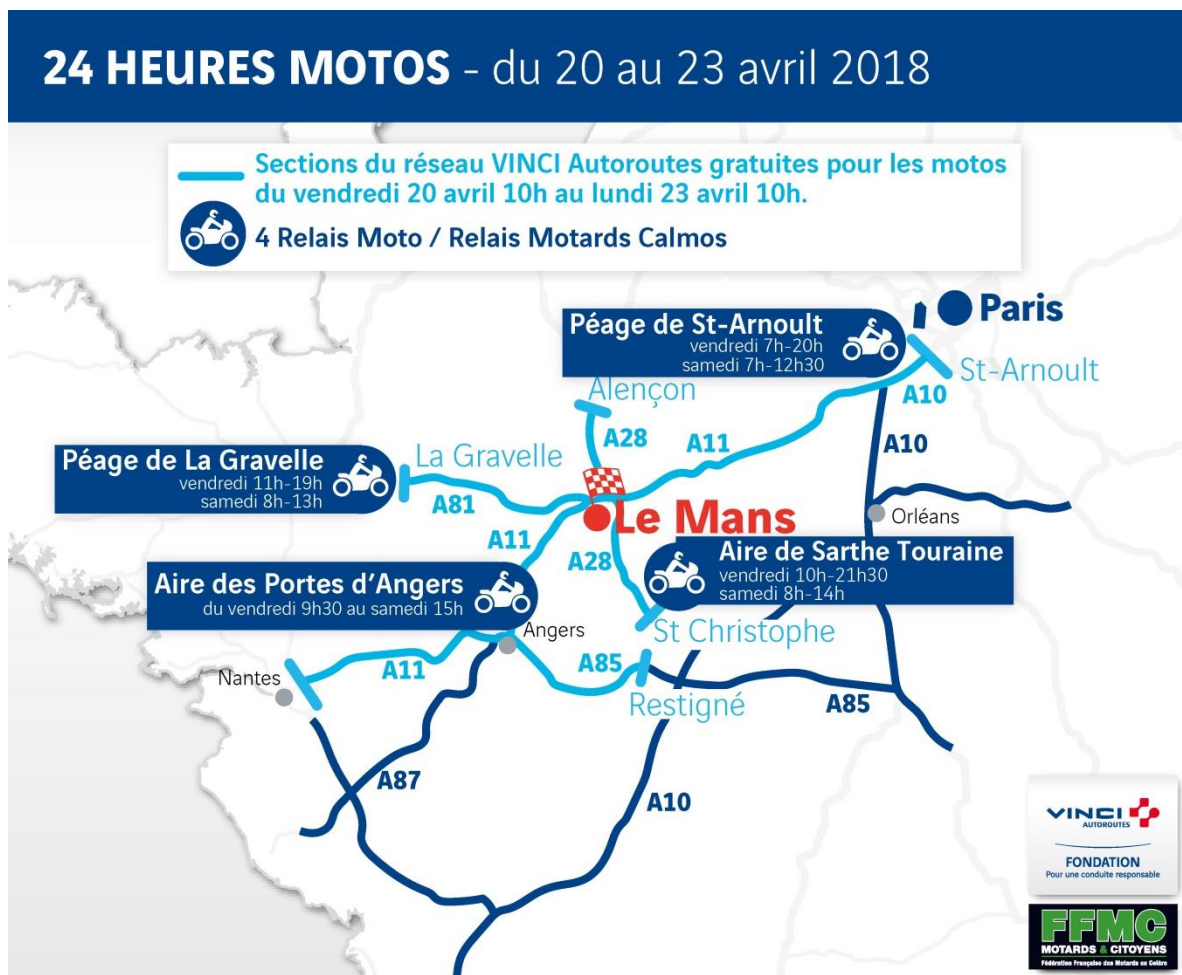 24 HEURES MOTOS - du 20 au 23 avril 2018
Sections du réseau VINCI Autoroutes gratuites pour les motos
du vendredi 20 avril 10h au lundi 23 avril 10h.
4 Relais Moto / Relais Motards Calmos
Paris
Péage de St-Arnoult
vendredi 7h-20h
samedi 7h-12h30
St-Arnoult
Alençon
A10
A28
A11
A10
La Gravelle
Péage de La Gravelle
vendredi 11h-19h
samedi 8h-13h
A81
Le Mans
Orléans
A11
A28
Aire de Sarthe Touraine
vendredi 10h-21h30
samedi 8h-14h
Aire des Portes d'Angers
du vendredi 9h30 au samedi 15h
Angers
St Christophe
Nantes
A11
A85
Restigné
A85
A87
A10
VINCI
AUTOROUTES
FONDATION
Pour une conduite responsable
FFMC
MOTARDS & CITOYENS
Fédération Française des Motards en Colère